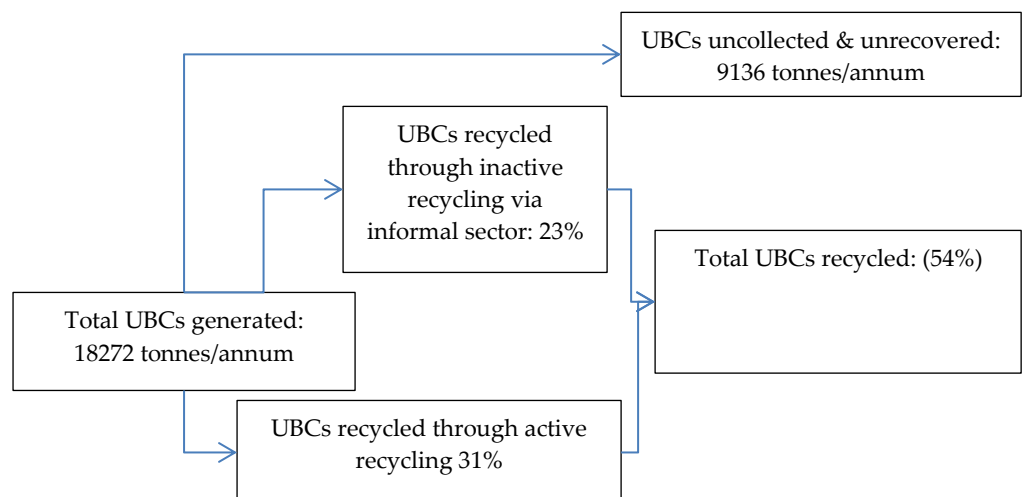 UBCs uncollected & unrecovered:
9136 tonnes/annum
UBCs recycled
through inactive
recycling via
informal sector: 23%
Total UBCs recycled: (54%)
Total UBCs generated:
18272 tonnes/annum
UBCs recycled through active
recycling 31%